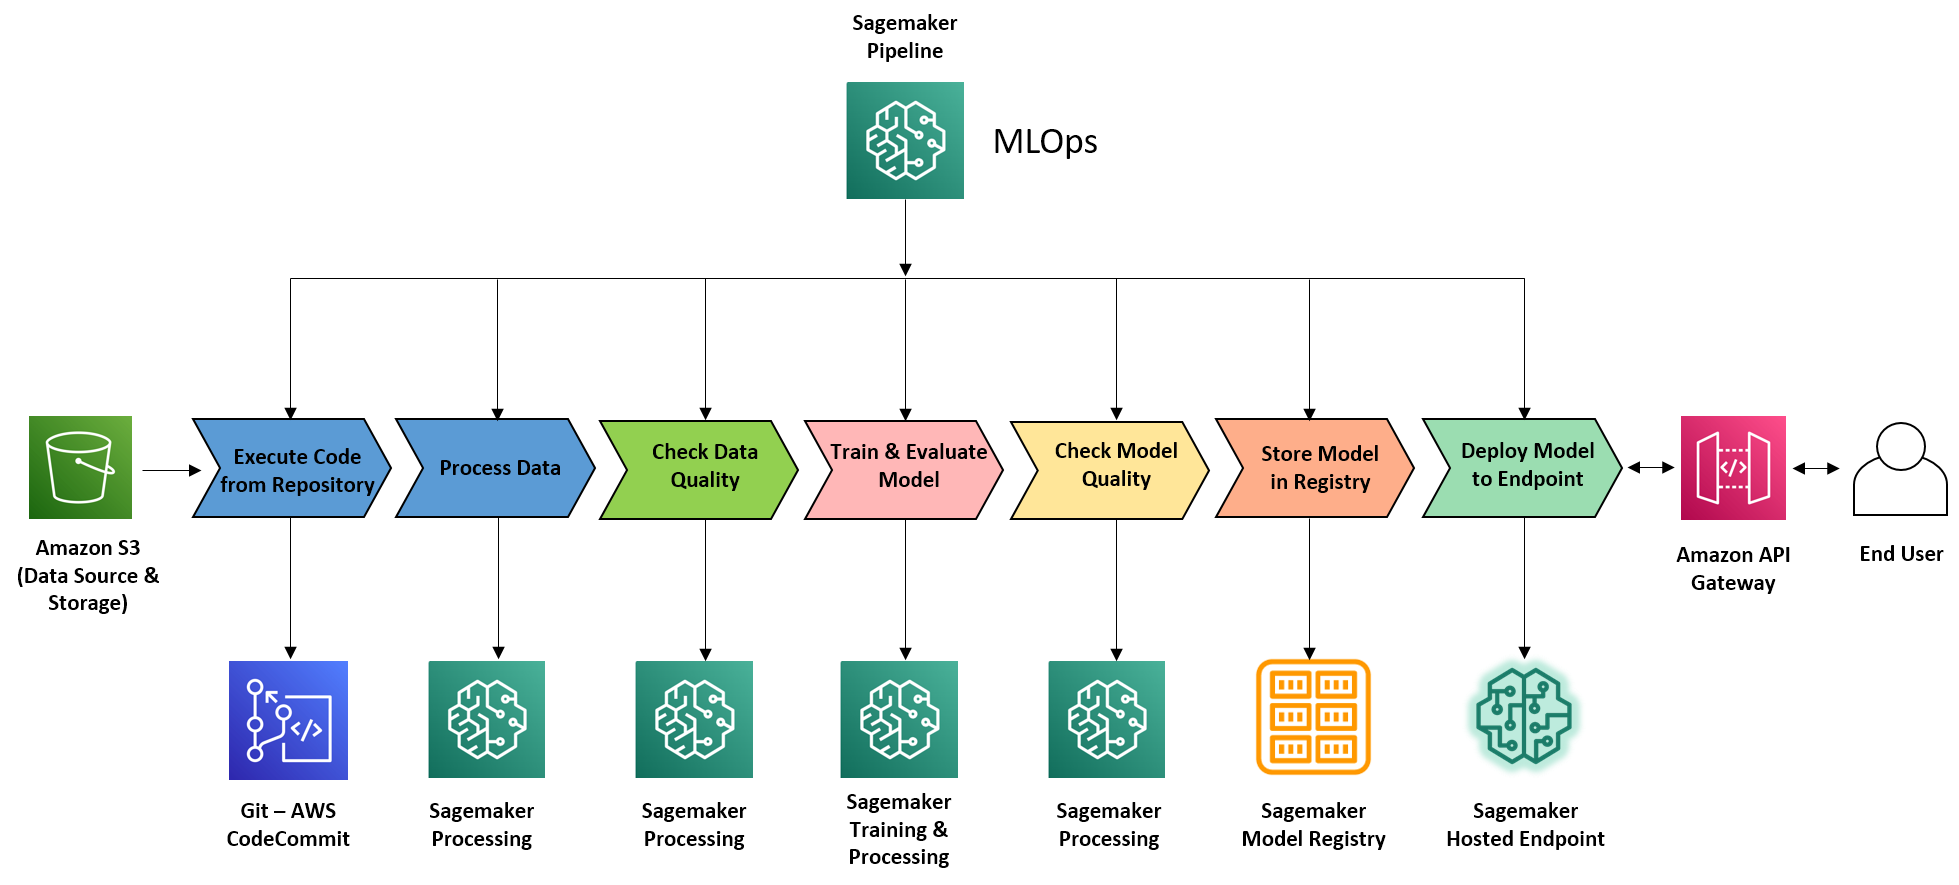 Sagemaker
Pipeline
MLOps
Execute Code
from Repository
Process Data
Check Data
Quality
Train & Evaluate
Model
Check Model
Quality
Store Model
in Registry
Deploy Model
to Endpoint
Amazon S3
(Data Source &
Storage)
Amazon API
Gateway
End User
Git – AWS
CodeCommit
Sagemaker
Processing
Sagemaker
Processing
Sagemaker
Training &
Processing
Sagemaker
Processing
Sagemaker
Model Registry
Sagemaker
Hosted Endpoint